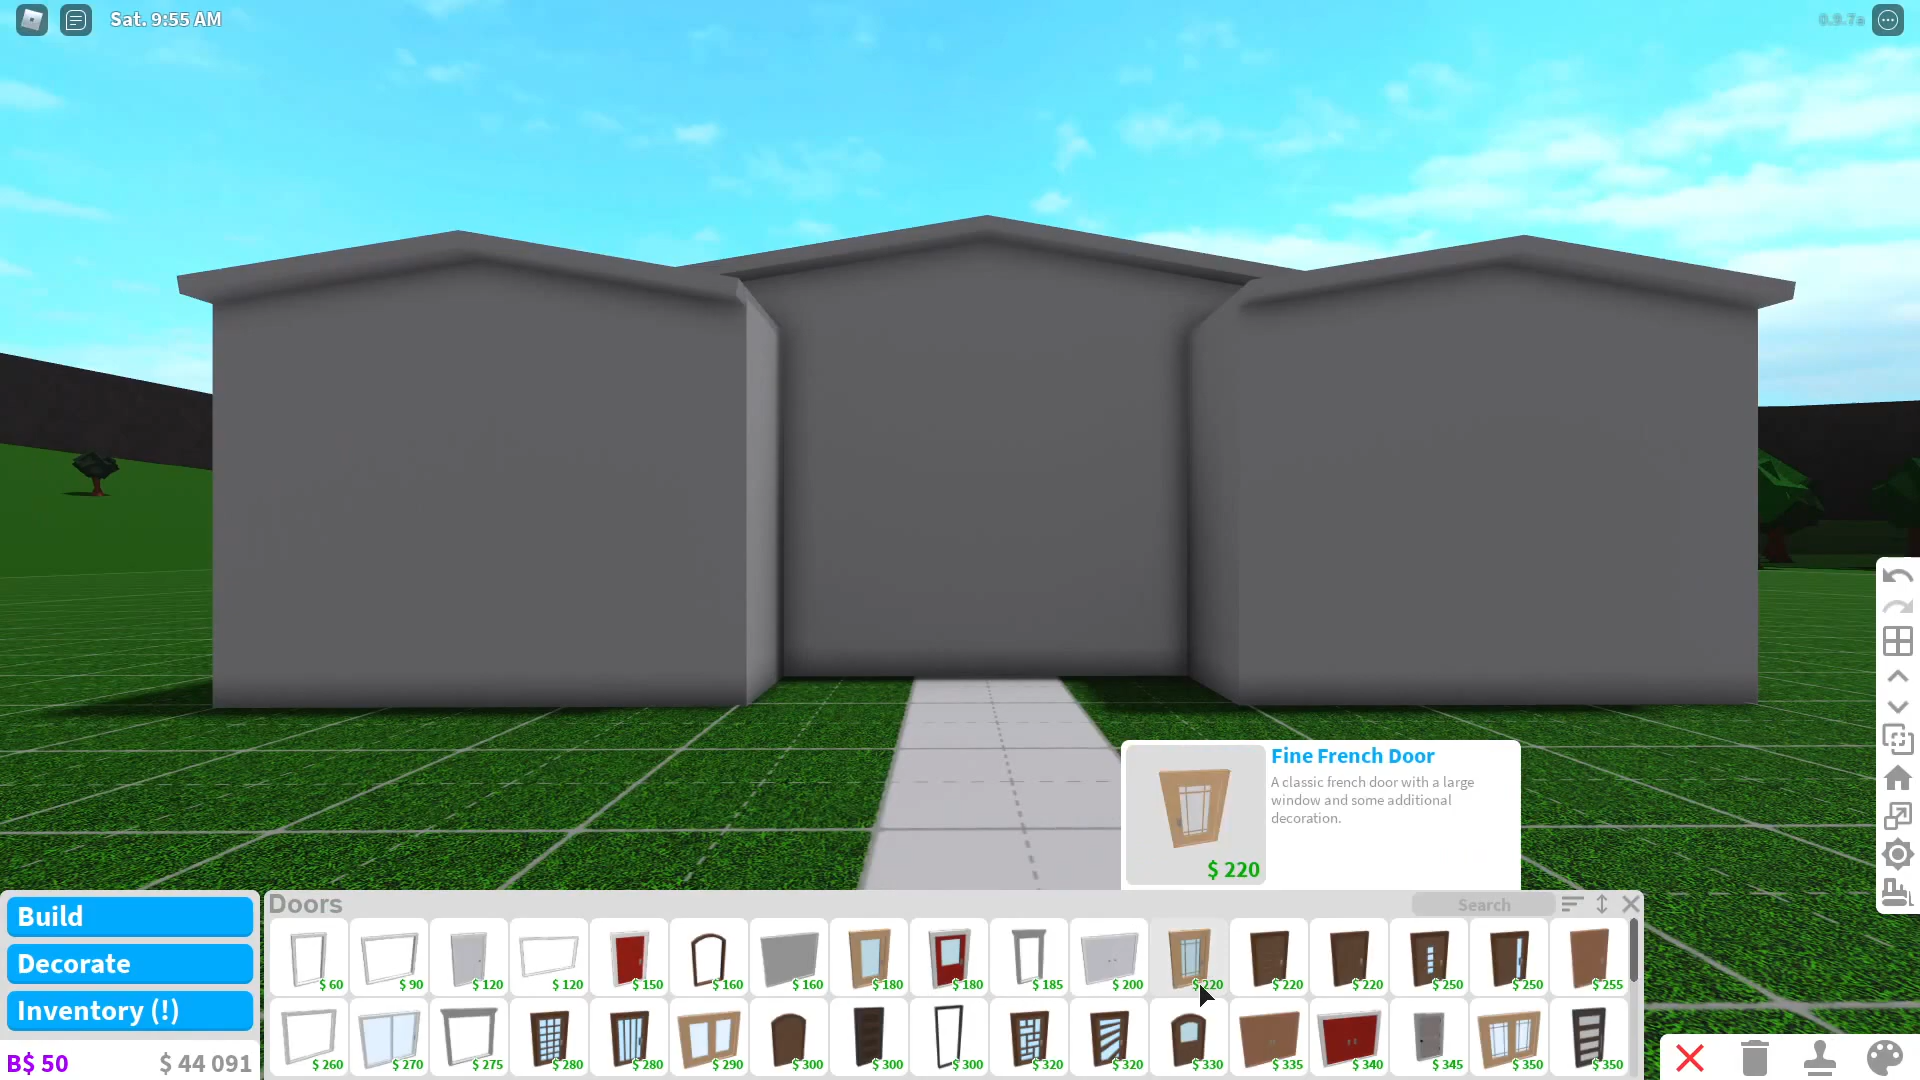 Sat. 9:55 AM
0.9.7a
Fine French Door
A classic french door with a large
window and some additional
decoration.
$ 220
Build
Decorate
Inventory (!)
B$ 50
$ 44 091
Doors
Search
$ 60 $ 90 $ 120 $ 120 $ 150 $ 160 $ 160 $ 180 $ 180 $ 185 $ 200 $ 220 $ 220 $ 220 $ 250 $ 250 $ 255
$ 260 $ 270 $ 275 $ 280 $ 280 $ 290 $ 300 $ 300 $ 300 $ 320 $ 320 $ 330 $ 335 $ 340 $ 345 $ 350 $ 350